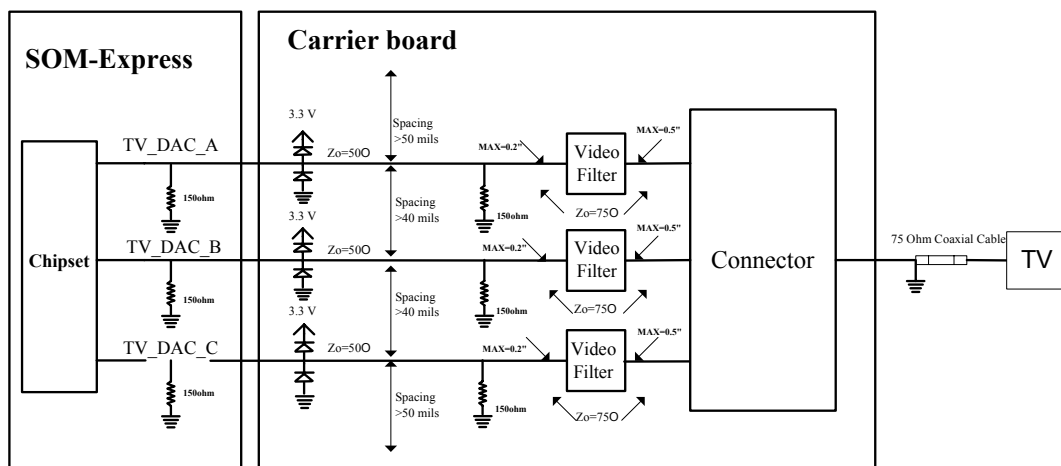 SOM-Express
Carrier board
Chipset
TV_DAC_A
150ohm
3.3 V
Zo=50O
Spacing
>50 mils
MAX=0.2"
150ohm
Video
Filter
MAX=0.5"
Zo=75O
TV_DAC_B
150ohm
3.3 V
Zo=50O
Spacing
>40 mils
MAX=0.2"
150ohm
Video
Filter
MAX=0.5"
Zo=75O
TV_DAC_C
150ohm
3.3 V
Zo=50O
Spacing
>40 mils
MAX=0.2"
150ohm
Video
Filter
MAX=0.5"
Zo=75O
Spacing
>50 mils
Connector
75 Ohm Coaxial Cable
TV